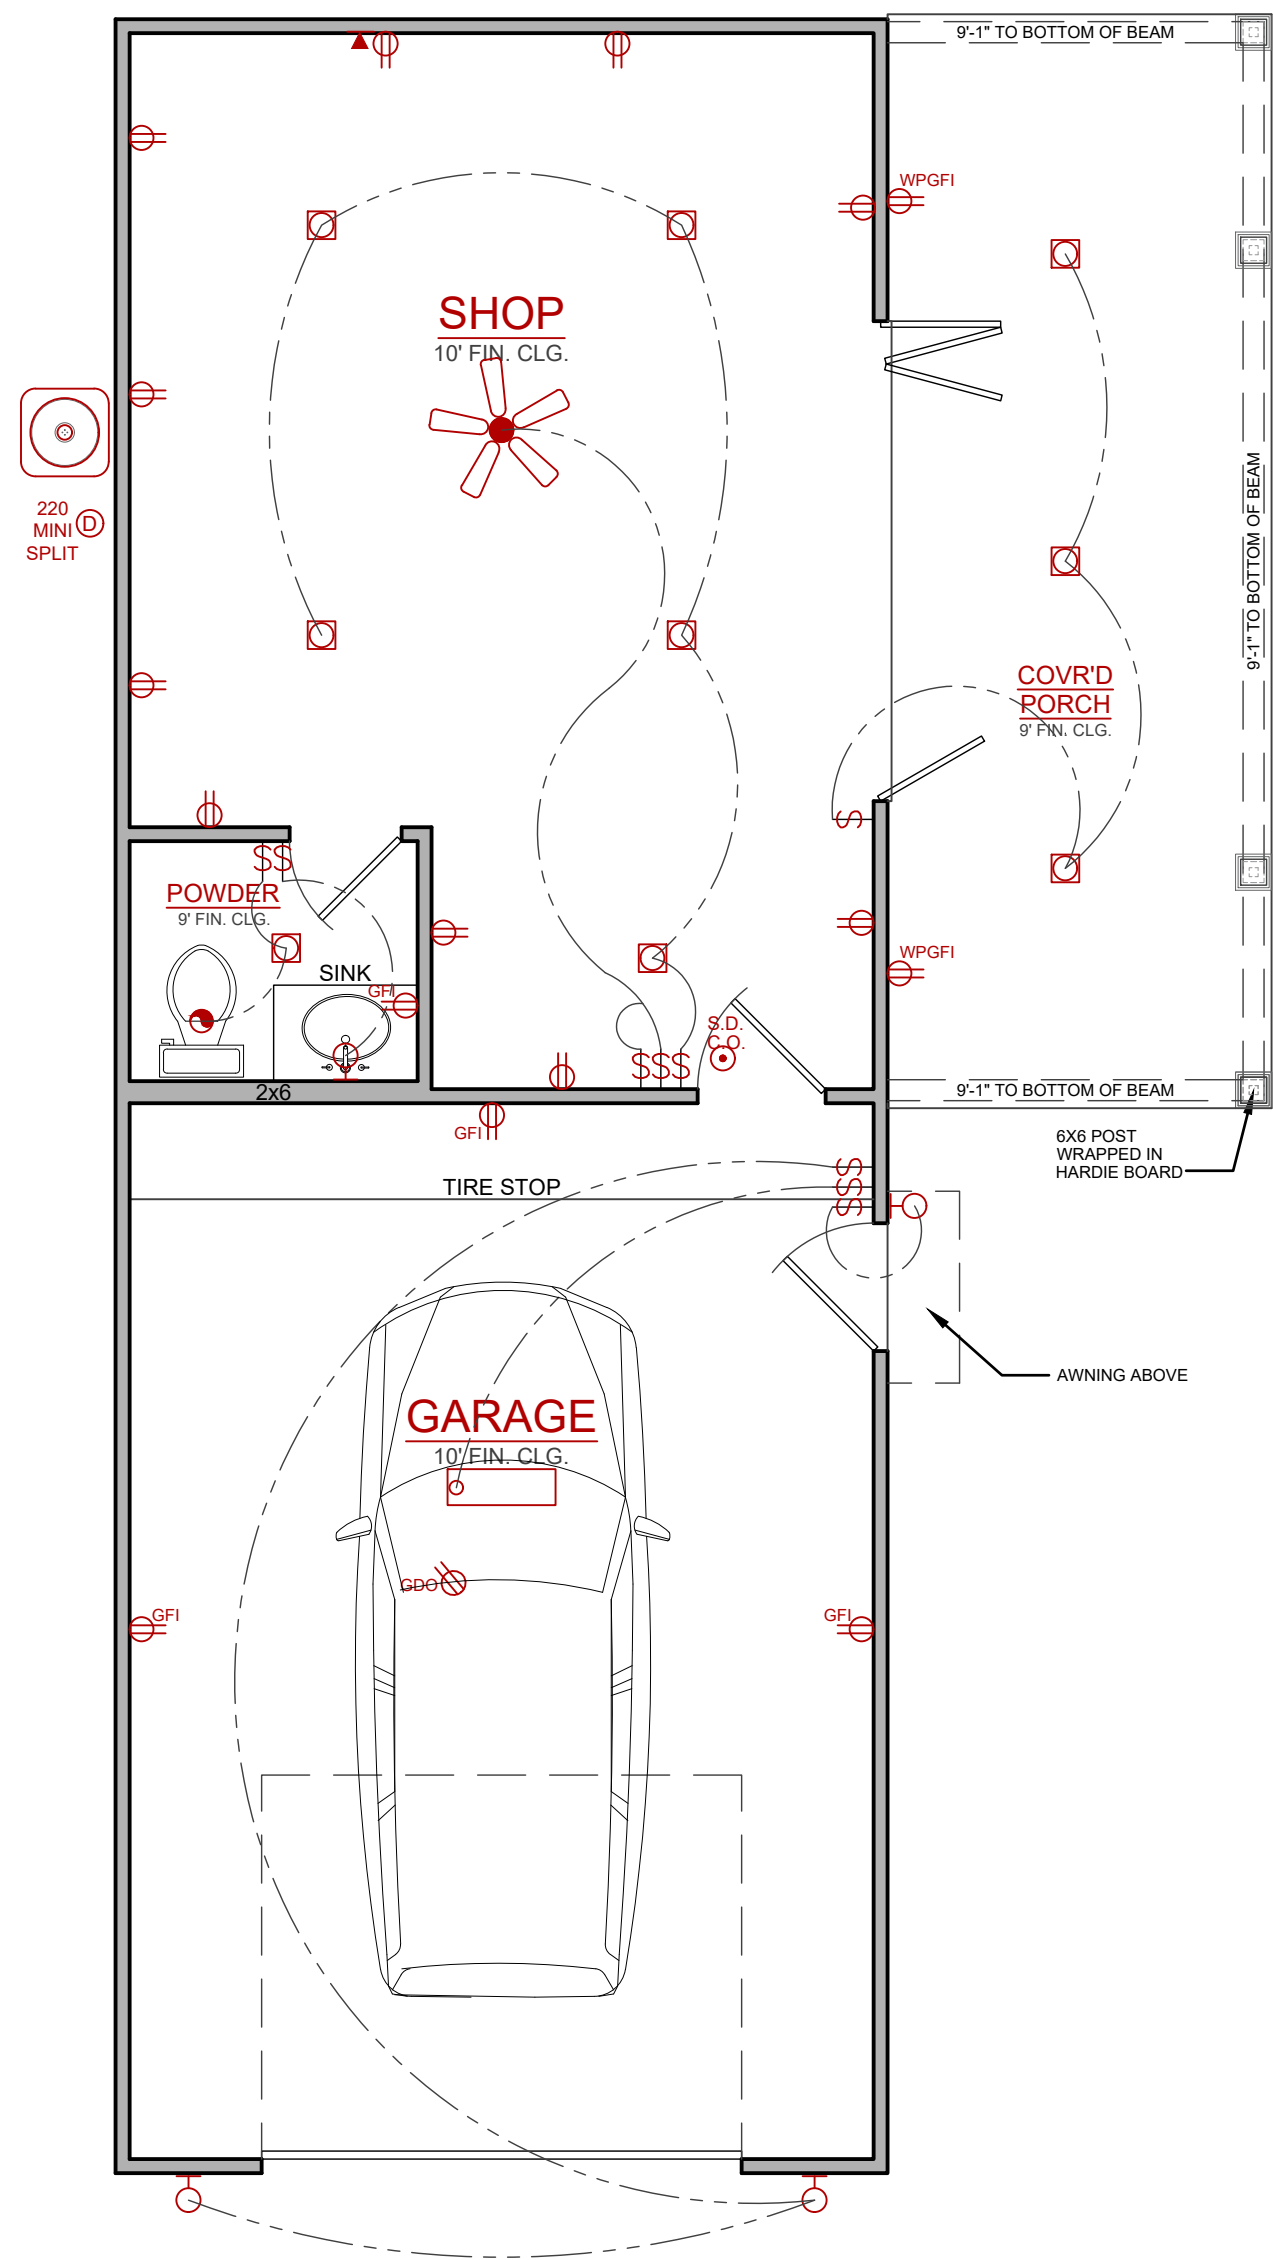 9'-1" TO BOTTOM OF BEAM
WPGFI
SHOP
10' FIN. CLG.
220
MINI D
SPLIT
9'-1" TO BOTTOM OF BEAM
COVR'D
PORCH
9' FIN. CLG.
SS
POWDER
9' FIN. CLG.
S
SINK
GFI
WPGFI
S.D.
C.O.
SSS
2x6
9'-1" TO BOTTOM OF BEAM
GFI
6X6 POST
WRAPPED IN
HARDIE BOARD
TIRE STOP
S
S
S
AWNING ABOVE
GARAGE
10' FIN. CLG.
GDO
GFI
GFI